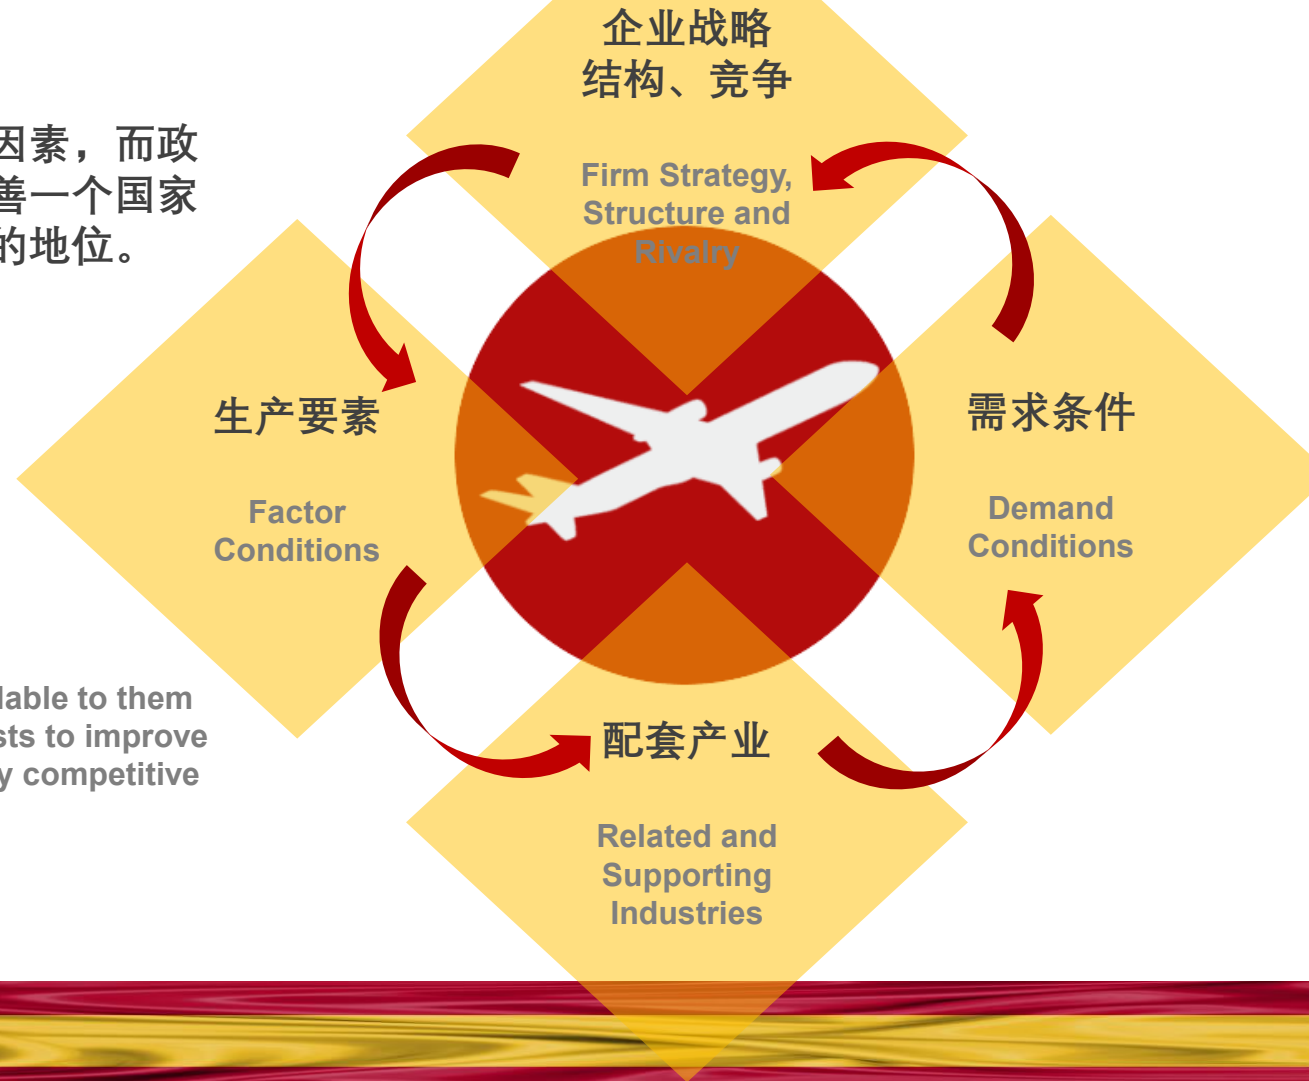 企业战略
结构、竞争
Firm Strategy,
Structure and
Rivalry
因素，而政
善一个国家
的地位。
生产要素
Factor
Conditions
需求条件
Demand
Conditions
lable to them
sts to improve
y competitive
配套产业
Related and
Supporting
Industries